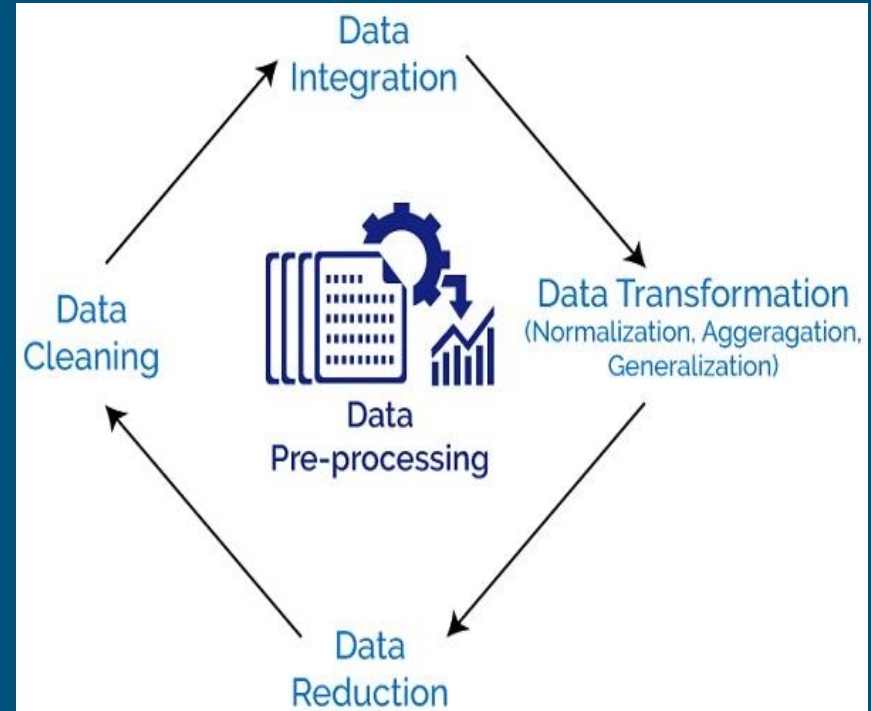 Data
Integration
Data
Cleaning
Data Transformation
(Normalization, Aggeragation,
Generalization)
Data
Pre-processing
Data
Reduction